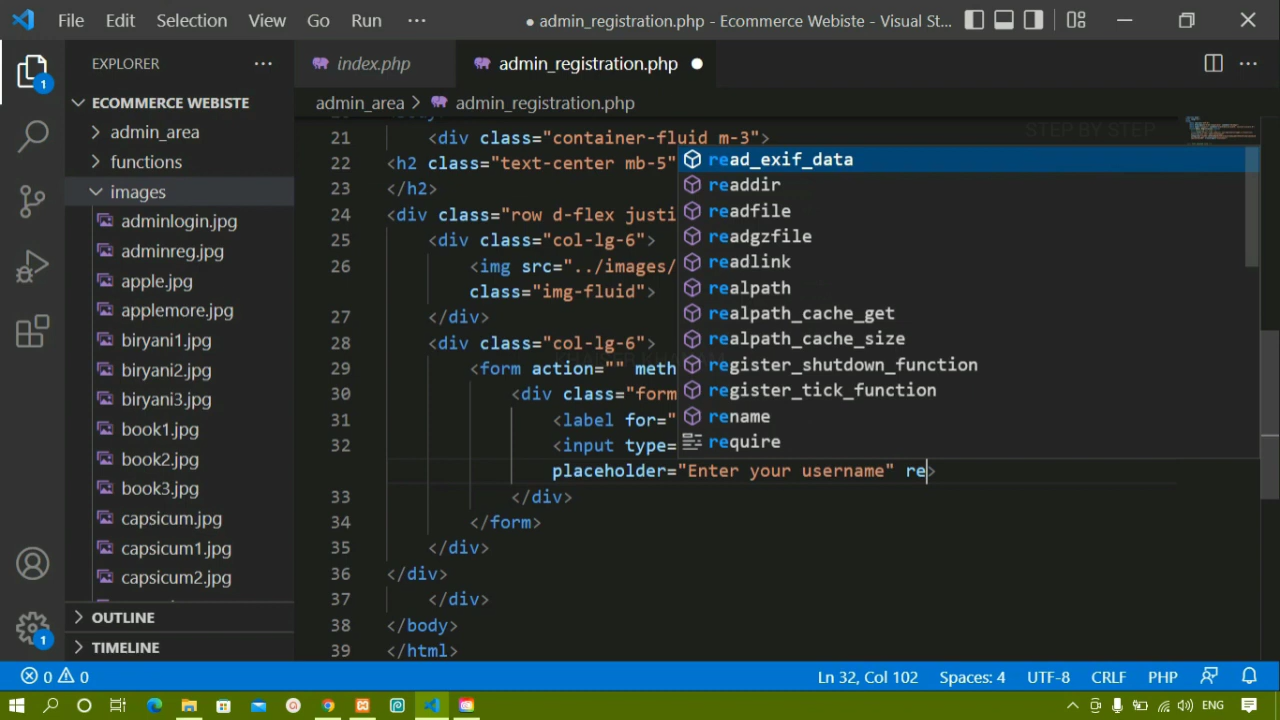 File Edit Selection View Go Run ··· ● admin_registration.php - Ecommerce Webiste - Visual St...
EXPLORER ···
index.php admin_registration.php ● ···
ECOMMERCE WEBISTE
admin_area > admin_registration.php
admin_area
functions
images
adminlogin.jpg
adminreg.jpg
apple.jpg
applemore.jpg
biryani1.jpg
biryani2.jpg
biryani3.jpg
book1.jpg
book2.jpg
book3.jpg
capsicum.jpg
capsicum1.jpg
capsicum2.jpg
OUTLINE
TIMELINE
1
1
STEP BY STEP
21 <div class="container-fluid m-3">
22 <h2 class="text-center mb-5"
23 </h2>
24 <div class="row d-flex justi
25 <div class="col-lg-6">
26 <img src="../images/
class="img-fluid">
27 </div>
28 <div class="col-lg-6">
29 <form action="" meth
30 <div class="form
31 <label for="
32 <input type=
placeholder="Enter your username" re>
33 </div>
34 </form>
35 </div>
36 </div>
37 </div>
38 </body>
39 </html>
read_exif_data
readdir
readfile
readgzfile
readlink
realpath
realpath_cache_get
realpath_cache_size
register_shutdown_function
register_tick_function
rename
require
0 0 Ln 32, Col 102 Spaces: 4 UTF-8 CRLF PHP
ENG